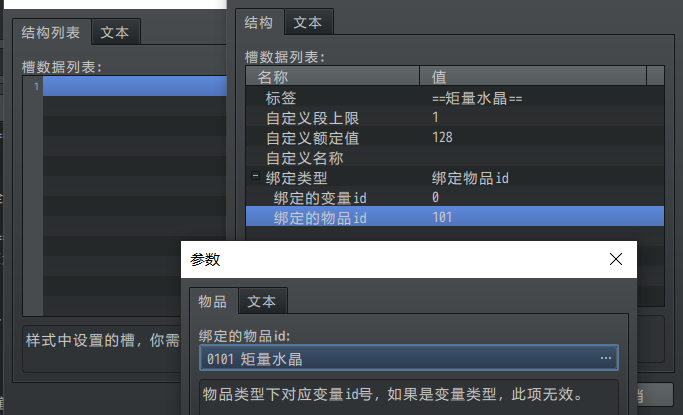 结构列表 文本
槽数据列表:
1
样式中设置的槽，你需
结构 文本
槽数据列表:
名称 值
标签 ==矩量水晶==
自定义段上限 1
自定义额定值 128
自定义名称
绑定类型 绑定物品id
绑定的变量id 0
绑定的物品id 101
参数
物品 文本
绑定的物品id:
0101 矩量水晶 ...
物品类型下对应变量id号，如果是变量类型，此项无效。